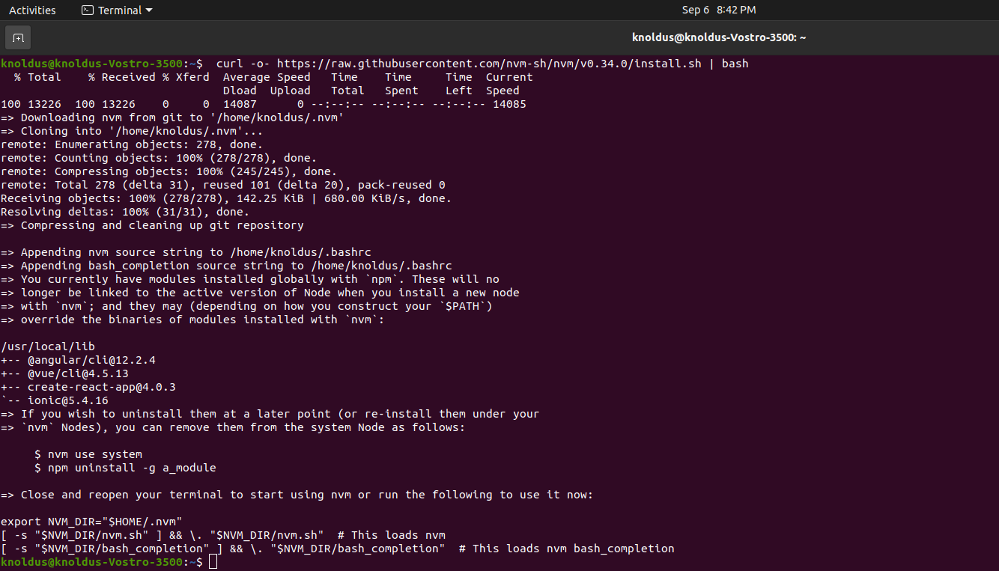 Activities Terminal Sep 6 8:42 PM
knoldus@knoldus-Vostro-3500: ~
knoldus@knoldus-Vostro-3500:~$  curl -o- https://raw.githubusercontent.com/nvm-sh/nvm/v0.34.0/install.sh | bash
  % Total    % Received % Xferd  Average Speed   Time    Time     Time  Current
                                 Dload  Upload   Total   Spent    Left  Speed
100 13226  100 13226    0     0  14087      0 --:--:-- --:--:-- --:--:-- 14085
=> Downloading nvm from git to '/home/knoldus/.nvm'
=> Cloning into '/home/knoldus/.nvm'...
remote: Enumerating objects: 278, done.
remote: Counting objects: 100% (278/278), done.
remote: Compressing objects: 100% (245/245), done.
remote: Total 278 (delta 31), reused 101 (delta 20), pack-reused 0
Receiving objects: 100% (278/278), 142.25 KiB | 680.00 KiB/s, done.
Resolving deltas: 100% (31/31), done.
=> Compressing and cleaning up git repository

=> Appending nvm source string to /home/knoldus/.bashrc
=> Appending bash_completion source string to /home/knoldus/.bashrc
=> You currently have modules installed globally with `npm`. These will no
=> longer be linked to the active version of Node when you install a new node
=> with `nvm`; and they may (depending on how you construct your `$PATH`)
=> override the binaries of modules installed with `nvm`:

/usr/local/lib
+-- @angular/cli@12.2.4
+-- @vue/cli@4.5.13
+-- create-react-app@4.0.3
`-- ionic@5.4.16
=> If you wish to uninstall them at a later point (or re-install them under your
=> `nvm` Nodes), you can remove them from the system Node as follows:

     $ nvm use system
     $ npm uninstall -g a_module

=> Close and reopen your terminal to start using nvm or run the following to use it now:

export NVM_DIR="$HOME/.nvm"
[ -s "$NVM_DIR/nvm.sh" ] && \. "$NVM_DIR/nvm.sh"  # This loads nvm
[ -s "$NVM_DIR/bash_completion" ] && \. "$NVM_DIR/bash_completion"  # This loads nvm bash_completion
knoldus@knoldus-Vostro-3500:~$